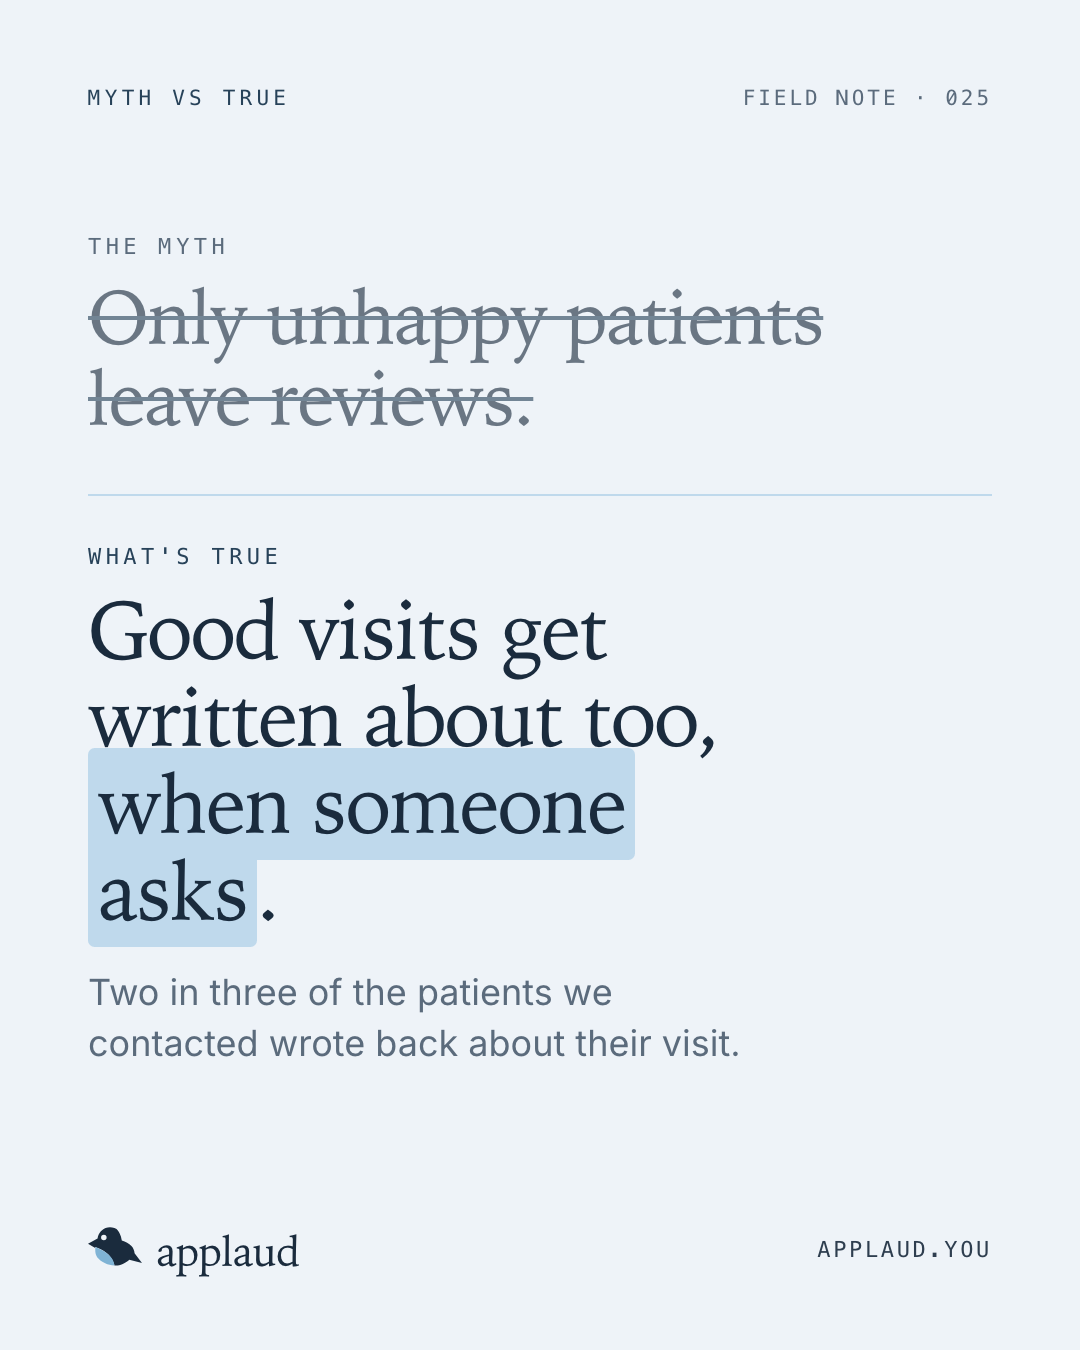 MYTH VS TRUE
FIELD NOTE · 025
THE MYTH
Only unhappy patients
leave reviews.
WHAT'S TRUE
Good visits get
written about too,
when someone
asks.
Two in three of the patients we
contacted wrote back about their visit.
applaud
APPLAUD.YOU